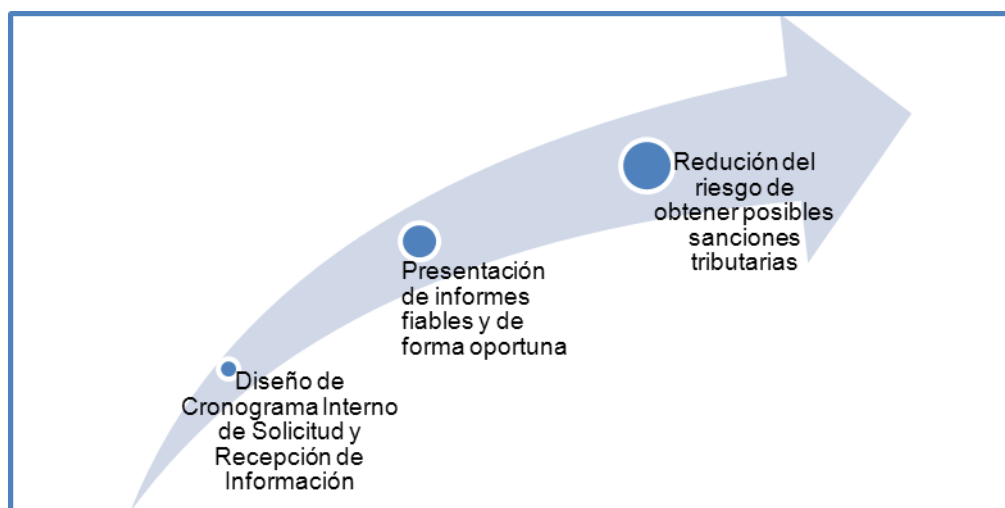 Diseño de
Cronograma Interno
de Solicitud y
Recepción de
Información
Presentación
de informes
fiables y de
forma oportuna
Redución del
riesgo de
obtener posibles
sanciones
tributarias